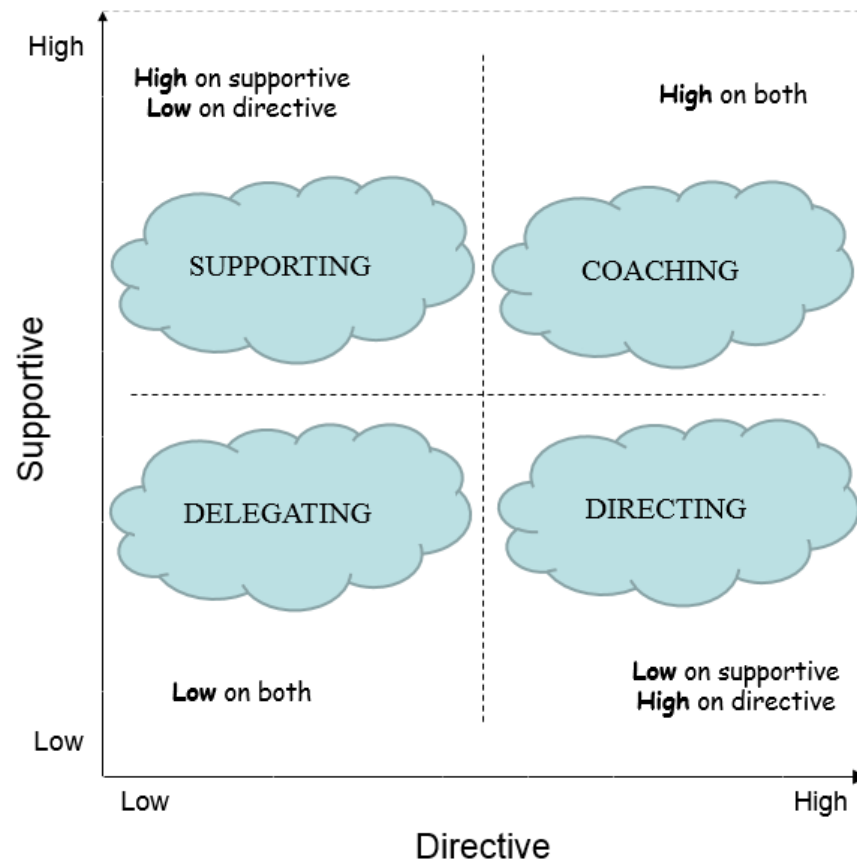 High
High on supportive
Low on directive
High on both
SUPPORTING
COACHING
Supportive
DELEGATING
DIRECTING
Low on both
Low on supportive
High on directive
Low
Low
High
Directive